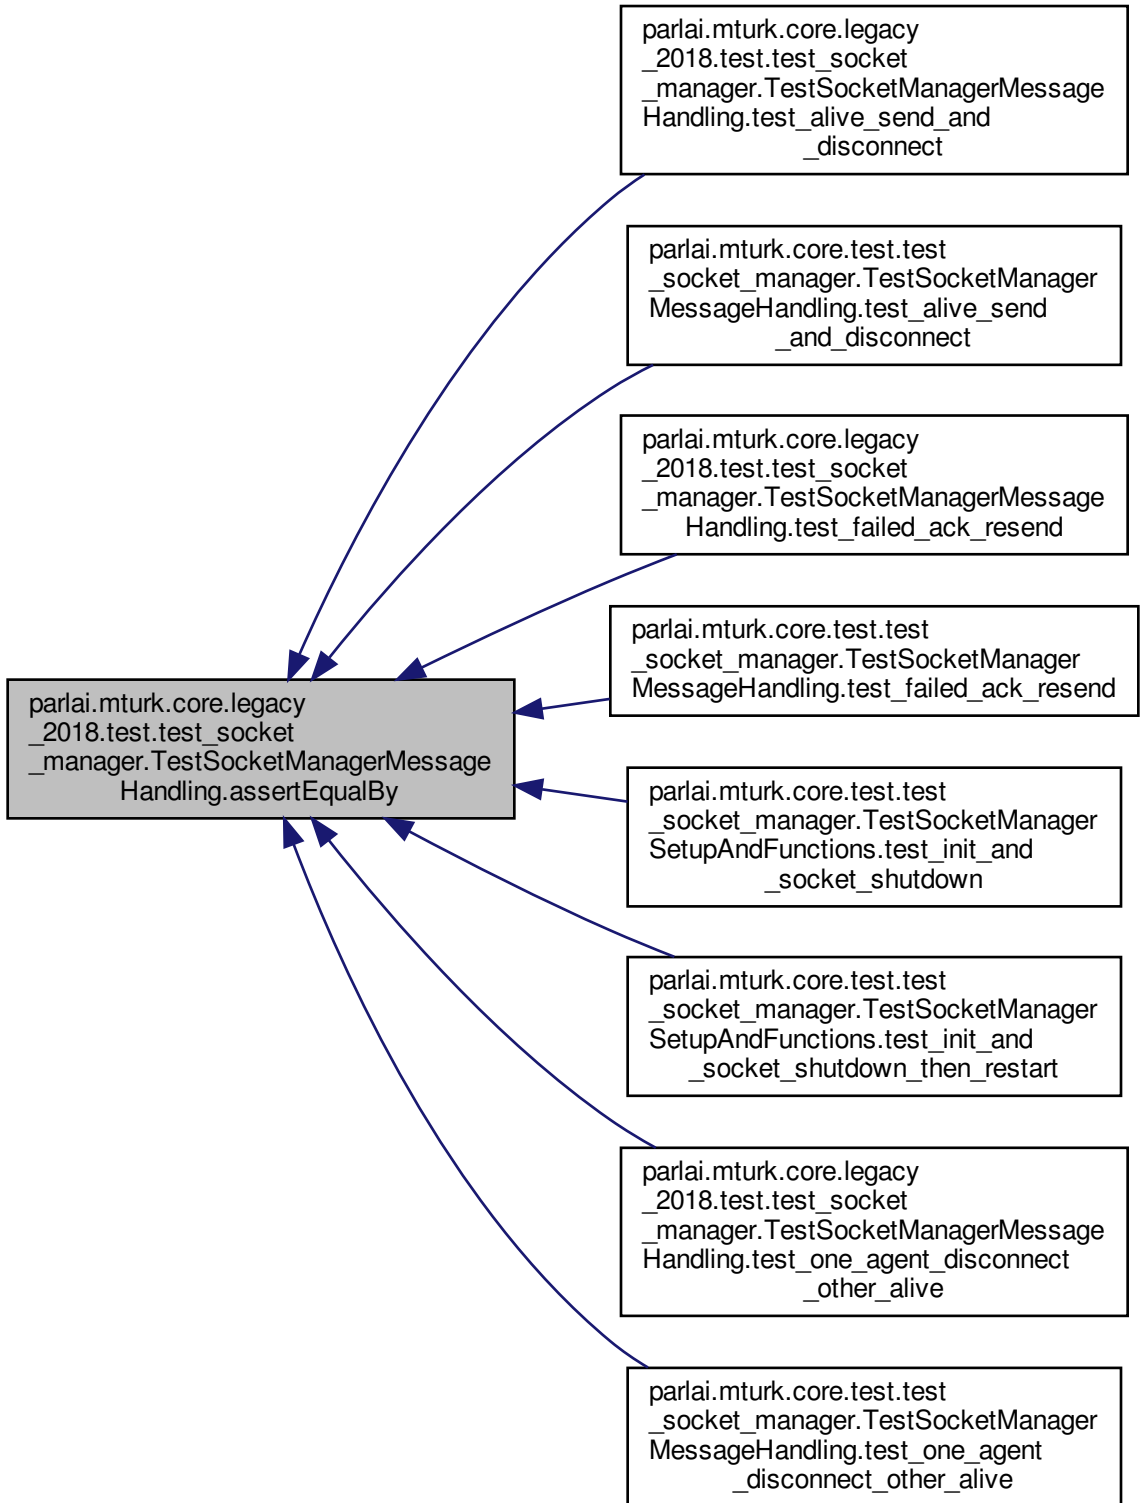 parlai.mturk.core.legacy
_2018.test.test_socket
_manager.TestSocketManagerMessage
Handling.test_alive_send_and
_disconnect
parlai.mturk.core.test.test
_socket_manager.TestSocketManager
MessageHandling.test_alive_send
_and_disconnect
parlai.mturk.core.legacy
_2018.test.test_socket
_manager.TestSocketManagerMessage
Handling.test_failed_ack_resend
parlai.mturk.core.test.test
_socket_manager.TestSocketManager
MessageHandling.test_failed_ack_resend
parlai.mturk.core.legacy
_2018.test.test_socket
_manager.TestSocketManagerMessage
Handling.assertEqualBy
parlai.mturk.core.test.test
_socket_manager.TestSocketManager
SetupAndFunctions.test_init_and
_socket_shutdown
parlai.mturk.core.test.test
_socket_manager.TestSocketManager
SetupAndFunctions.test_init_and
_socket_shutdown_then_restart
parlai.mturk.core.legacy
_2018.test.test_socket
_manager.TestSocketManagerMessage
Handling.test_one_agent_disconnect
_other_alive
parlai.mturk.core.test.test
_socket_manager.TestSocketManager
MessageHandling.test_one_agent
_disconnect_other_alive